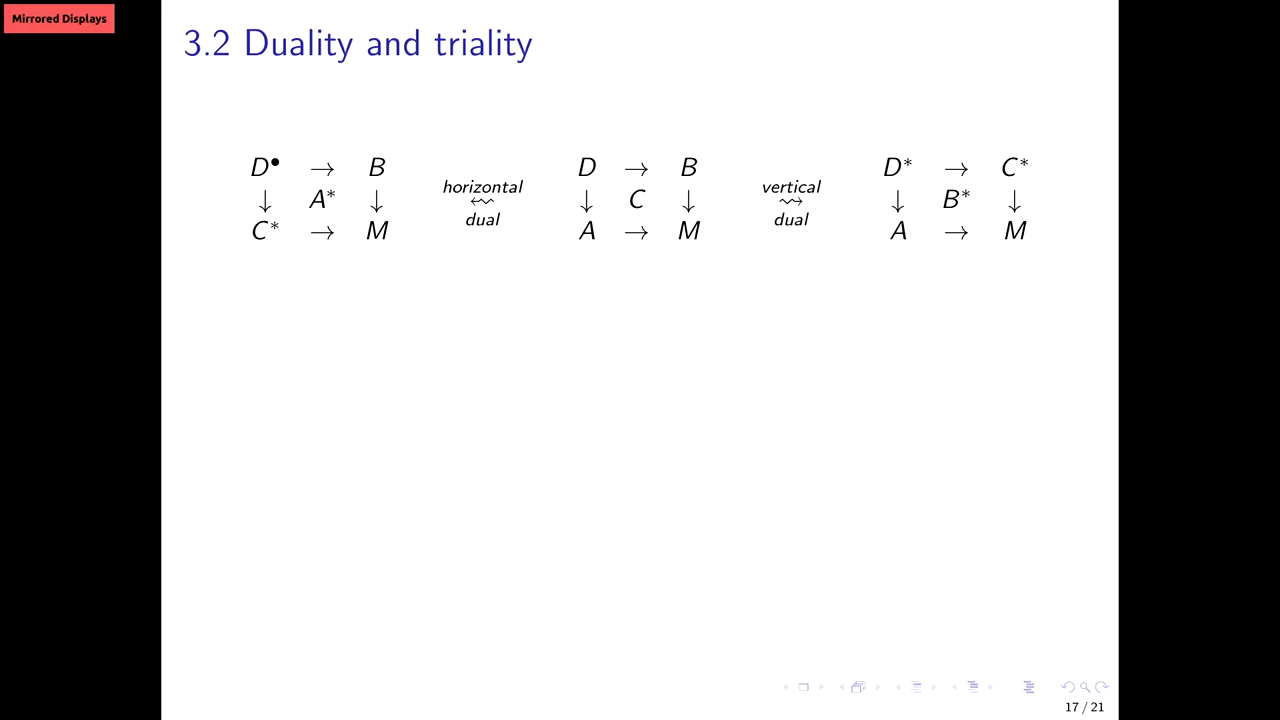 Mirrored Displays
3.2 Duality and triality
D• → B horizontal D → B vertical D* → C*
↓ A* ↓ ↜ ↓ C ↓ ⇝ ↓ B* ↓
C* → M dual A → M dual A → M
17 / 21